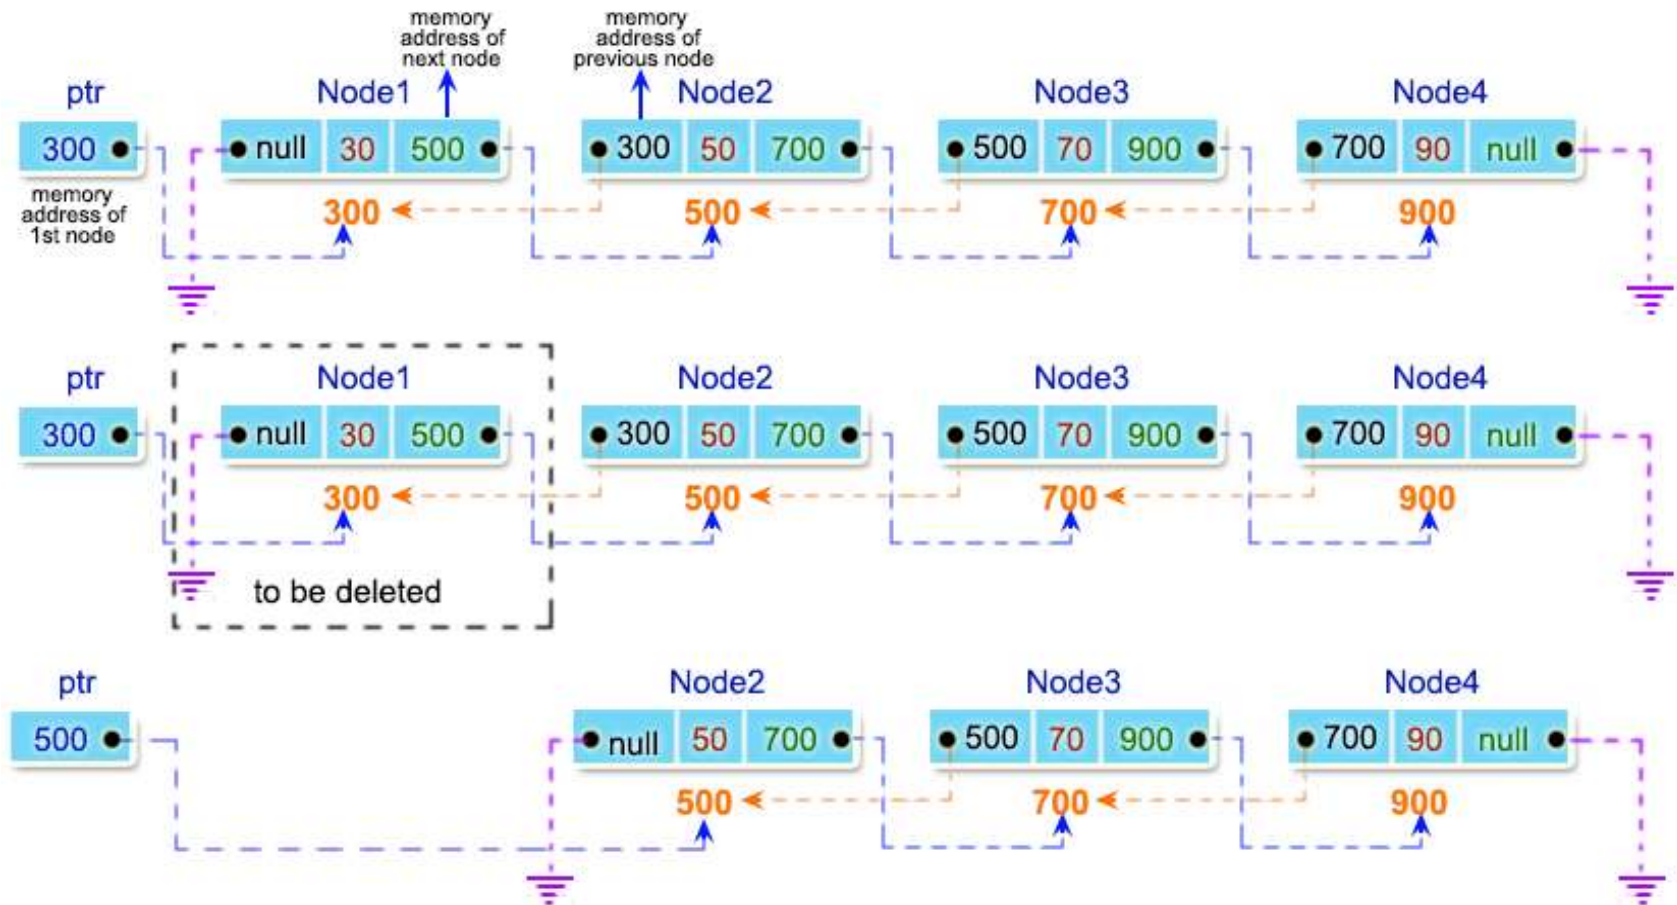 memory
address of
next node
memory
address of
previous node
ptr
Node1
Node2
Node3
Node4
300
null 30 500
300 50 700
500 70 900
700 90 null
memory
address of
1st node
300
500
700
900
ptr
Node1
Node2
Node3
Node4
300
null 30 500
300 50 700
500 70 900
700 90 null
300
500
700
900
to be deleted
ptr
Node2
Node3
Node4
500
null 50 700
500 70 900
700 90 null
500
700
900